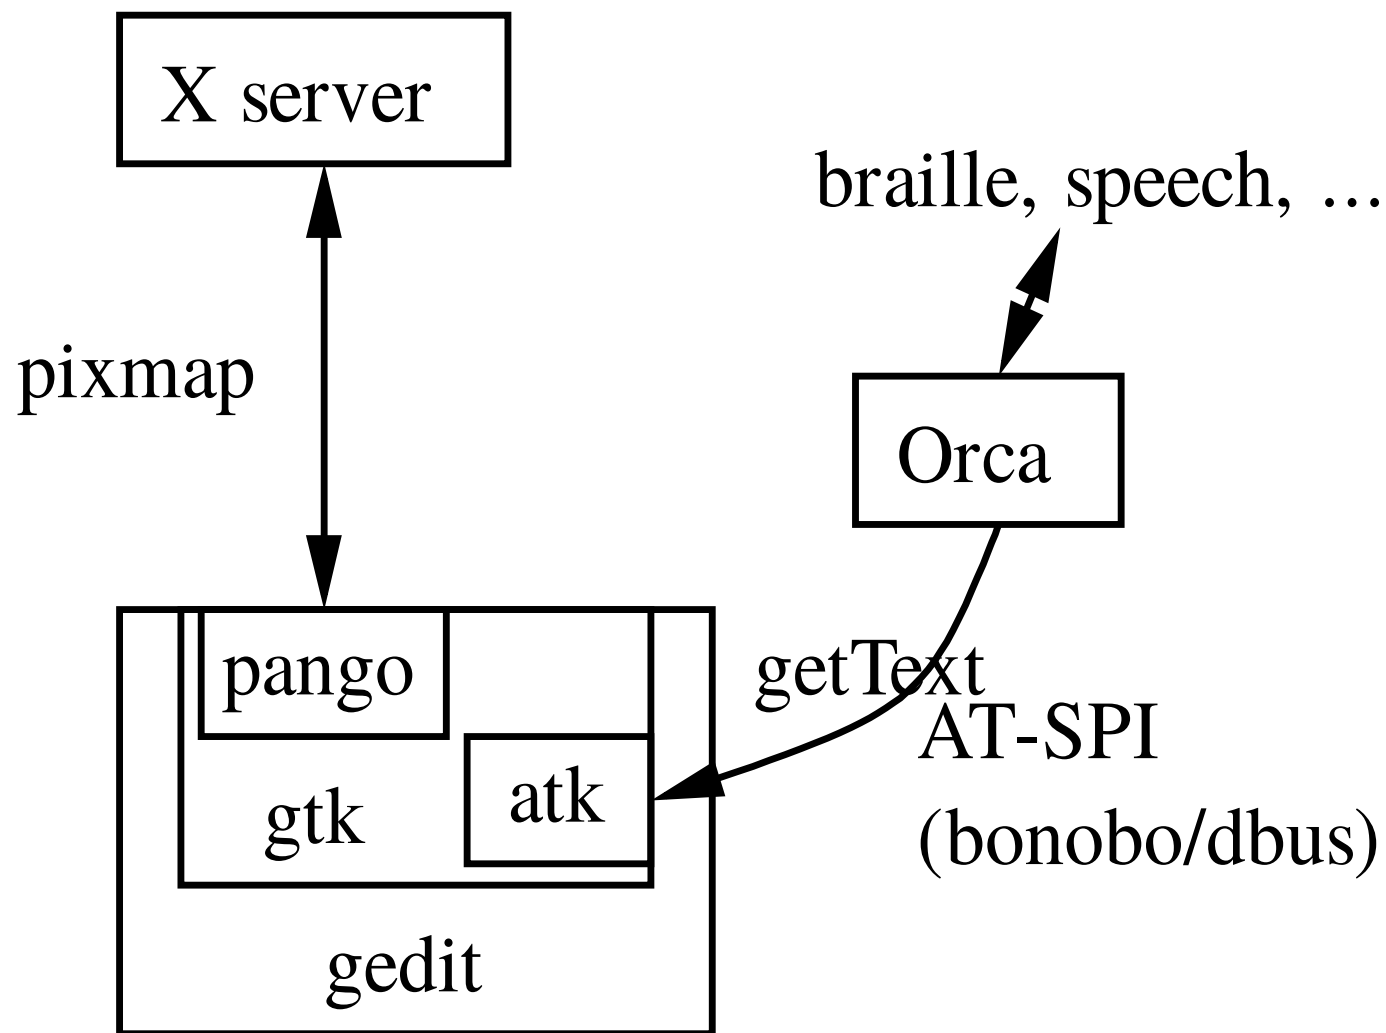 X server
braille, speech, ...
pixmap
Orca
pango
getText
AT-SPI
(bonobo/dbus)
atk
gtk
gedit